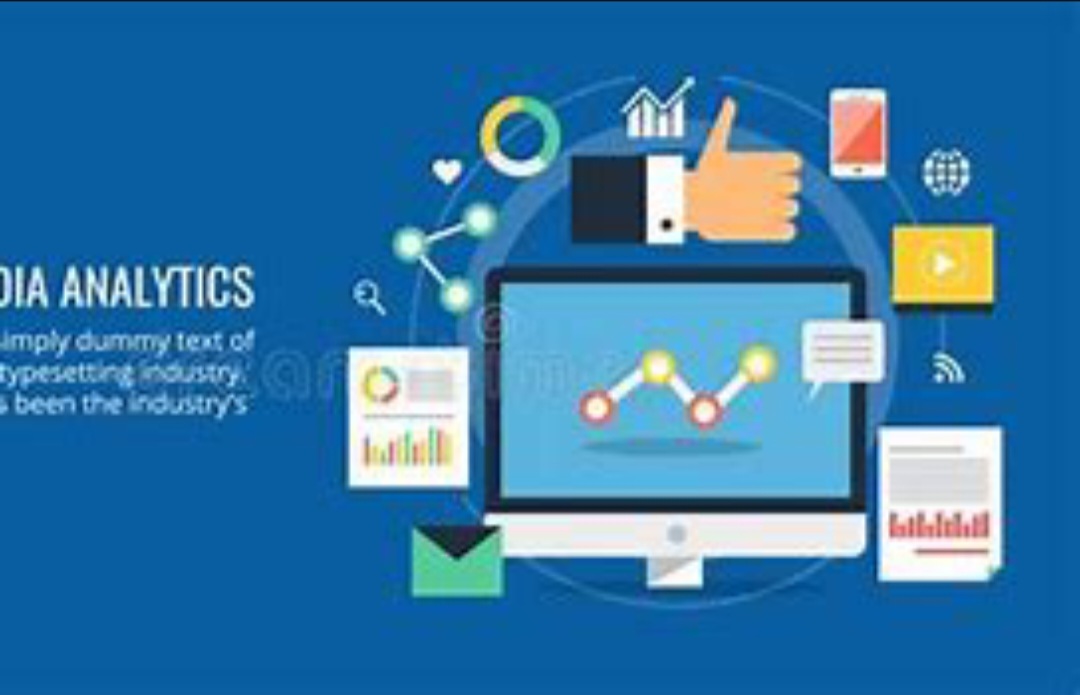 DIA ANALYTICS
simply dummy text of
typesetting industry.
s been the industry's